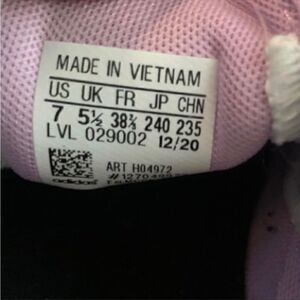 MADE IN VIETNAM
US UK FR JP CHN
7 5½ 38⅔ 240 235
LVL 029002 12/20
ART H04972
adidas